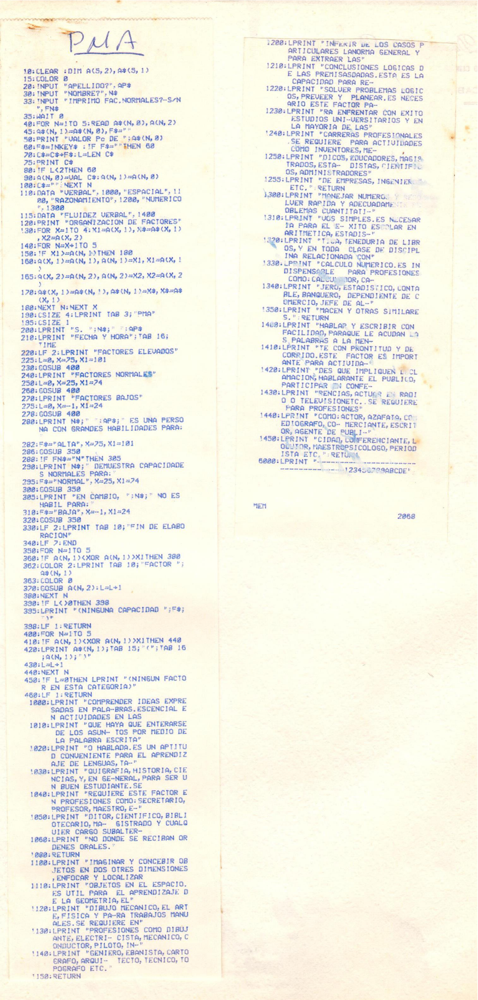 PMA
10:CLEAR :DIM A(5,2),A$(5,1)
15:COLOR 0
20:INPUT "APELLIDO?",AP$
30:INPUT "NOMBRE?",N$
33:INPUT "IMPRIMO FAC.NORMALES?-S/N
",FN$
35:WAIT 0
40:FOR N=1TO 5:READ A$(N,0),A(N,2)
45:A$(N,1)=A$(N,0),F$=""
50:PRINT "VALOR Pc DE ";A$(N,0)
60:F$=INKEY$ :IF F$=""THEN 60
70:C$=C$+F$:L=LEN C$
75:PRINT C$
80:IF L<2THEN 60
90:A(N,0)=VAL C$:A(N,1)=A(N,0)
100:C$="":NEXT N
110:DATA "VERBAL",1000,"ESPACIAL",11
00,"RAZONAMIENTO",1200,"NUMERICO
",1300
115:DATA "FLUIDEZ VERBAL",1400
120:PRINT "ORGANIZACION DE FACTORES"
130:FOR X=1TO 4:X1=A(X,1),X$=A$(X,1)
,X2=A(X,2)
140:FOR N=X+1TO 5
150:IF X1>=A(N,1)THEN 180
160:A(X,1)=A(N,1),A(N,1)=X1,X1=A(X,1
)
165:A(X,2)=A(N,2),A(N,2)=X2,X2=A(X,2
)
170:A$(X,1)=A$(N,1),A$(N,1)=X$,X$=A$
(X,1)
180:NEXT N:NEXT X
190:CSIZE 4:LPRINT TAB 3;"PMA"
195:CSIZE 1
200:LPRINT "S. ";N$;" ";AP$
210:LPRINT "FECHA Y HORA";TAB 16;
TIME
220:LF 2:LPRINT "FACTORES ELEVADOS"
225:L=0,X=75,X1=101
230:GOSUB 400
240:LPRINT "FACTORES NORMALES"
250:L=0,X=25,X1=74
260:GOSUB 400
270:LPRINT "FACTORES BAJOS"
275:L=0,X=-1,X1=24
278:GOSUB 400
280:LPRINT N$;" ";AP$;" ES UNA PERSO
NA CON GRANDES HABILIDADES PARA:
282:F$="ALTA",X=75,X1=101
286:GOSUB 350
288:IF FN$="N"THEN 305
290:LPRINT N$;" DEMUESTRA CAPACIDADE
S NORMALES PARA:"
295:F$="NORMAL",X=25,X1=74
300:GOSUB 350
305:LPRINT "EN CAMBIO, ";N$;" NO ES
HABIL PARA:"
310:F$="BAJA",X=-1,X1=24
320:GOSUB 350
330:LF 2:LPRINT TAB 10;"FIN DE ELABO
RACION"
340:LF 7:END
350:FOR N=1TO 5
360:IF A(N,1)<XOR A(N,1)>X1THEN 380
362:COLOR 2:LPRINT TAB 10;"FACTOR ";
A$(N,1)
363:COLOR 0
370:GOSUB A(N,2):L=L+1
380:NEXT N
390:IF L<>0THEN 398
395:LPRINT "(NINGUNA CAPACIDAD ";F$;
")"
398:LF 1:RETURN
400:FOR N=1TO 5
410:IF A(N,1)<XOR A(N,1)>X1THEN 440
420:LPRINT A$(N,1);TAB 15;"(";TAB 16
;A(N,1);")"
430:L=L+1
440:NEXT N
450:IF L=0THEN LPRINT "(NINGUN FACTO
R EN ESTA CATEGORIA)"
460:LF 1:RETURN
1000:LPRINT "COMPRENDER IDEAS EXPRE
SADAS EN PALA-BRAS.ESCENCIAL E
N ACTIVIDADES EN LAS
1010:LPRINT "QUE HAYA QUE ENTERARSE
DE LOS ASUN- TOS POR MEDIO DE
LA PALABRA ESCRITA"
1020:LPRINT "O HABLADA.ES UN APTITU
D CONVENIENTE PARA EL APRENDIZ
AJE DE LENGUAS,TA-"
1030:LPRINT "QUIGRAFIA,HISTORIA,CIE
NCIAS,Y,EN GE-NERAL,PARA SER U
N BUEN ESTUDIANTE.SE
1040:LPRINT "REQUIERE ESTE FACTOR E
N PROFESIONES COMO:SECRETARIO,
PROFESOR,MAESTRO,E-"
1050:LPRINT "DITOR,CIENTIFICO,BIBLI
OTECARIO,MA- GISTRADO Y CUALQ
UIER CARGO SUBALTER-
1060:LPRINT "NO DONDE SE RECIBAN OR
DENES ORALES."
1080:RETURN
1100:LPRINT "IMAGINAR Y CONCEBIR OB
JETOS EN DOS OTRES DIMENSIONES
,ENFOCAR Y LOCALIZAR
1110:LPRINT "OBJETOS EN EL ESPACIO.
ES UTIL PARA EL APRENDIZAJE D
E LA GEOMETRIA,EL"
1120:LPRINT "DIBUJO MECANICO,EL ART
E,FISICA Y PA-RA TRABAJOS MANU
ALES.SE REQUIERE EN"
1130:LPRINT "PROFESIONES COMO DIBUJ
ANTE,ELECTRI- CISTA,MECANICO,C
ONDUCTOR,PILOTO,IN-"
1140:LPRINT "GENIERO,EBANISTA,CARTO
GRAFO,ARQUI- TECTO,TECNICO,TO
POGRAFO ETC."
1150:RETURN
1200:LPRINT "INFERIR DE LOS CASOS P
ARTICULARES LANORMA GENERAL Y
PARA EXTRAER LAS"
1210:LPRINT "CONCLUSIONES LOGICAS D
E LAS PREMISASDADAS.ESTA ES LA
CAPACIDAD PARA RE-
1220:LPRINT "SOLVER PROBLEMAS LOGIC
OS,PREVEER Y PLANEAR.ES NECES
ARIO ESTE FACTOR PA-
1230:LPRINT "RA ENFRENTAR CON EXITO
ESTUDIOS UNI-VERSITARIOS Y EN
LA MAYORIA DE LAS"
1240:LPRINT "CARRERAS PROFESIONALES
.SE REQUIERE PARA ACTIVIDADES
COMO INVENTORES,ME-
1250:LPRINT "DICOS,EDUCADORES,MAGIS
TRADOS,ESTA- DISTAS,CIENTIFIC
OS,ADMINISTRADORES"
1255:LPRINT "DE EMPRESAS,INGENIER
ETC.":RETURN
1300:LPRINT "MANEJAR NUMEROS Y RESO
LVER RAPIDA Y ADECUADAMENTE PR
OBLEMAS CUANTITATI-"
1310:LPRINT "VOS SIMPLES.ES NECESAR
IA PARA EL E- XITO ESCOLAR EN
ARITMETICA,ESTADIS-"
1320:LPRINT "TICA,TENEDURIA DE LIBR
OS,Y EN TODA CLASE DE DISCIPL
INA RELACIONADA CON"
1330:LPRINT "CALCULO NUMERICO.ES IN
DISPENSABLE PARA PROFESIONES
COMO:CALCULADOR,CA-
1340:LPRINT "JERO,ESTADISTICO,CONTA
BLE,BANQUERO, DEPENDIENTE DE C
OMERCIO,JEFE DE AL-"
1350:LPRINT "MACEN Y OTRAS SIMILARE
S.":RETURN
1400:LPRINT "HABLAR Y ESCRIBIR CON
FACILIDAD,PARAQUE LE ACUDAN LA
S PALABRAS A LA MEN-
1410:LPRINT "TE CON PRONTITUD Y DE
CORRIDO.ESTE FACTOR ES IMPORT
ANTE PARA ACTIVIDA-
1420:LPRINT "DES QUE IMPLIQUEN DECL
AMACION,HABLARANTE EL PUBLICO,
PARTICIPAR EN CONFE-
1430:LPRINT "RENCIAS,ACTUAR EN RADI
O O TELEVISIONETC..SE REQUIERE
PARA PROFESIONES"
1440:LPRINT "COMO:ACTOR,AZAFATA,COM
EDIOGRAFO,CO- MERCIANTE,ESCRIT
OR,AGENTE DE PUBLI-"
1450:LPRINT "CIDAD,CONFERENCIANTE,L
OCUTOR,MAESTROPSICOLOGO,PERIOD
ISTA ETC.":RETURN
6000:LPRINT "----------------------
---------------123456789ABCDE"
MEM
2068